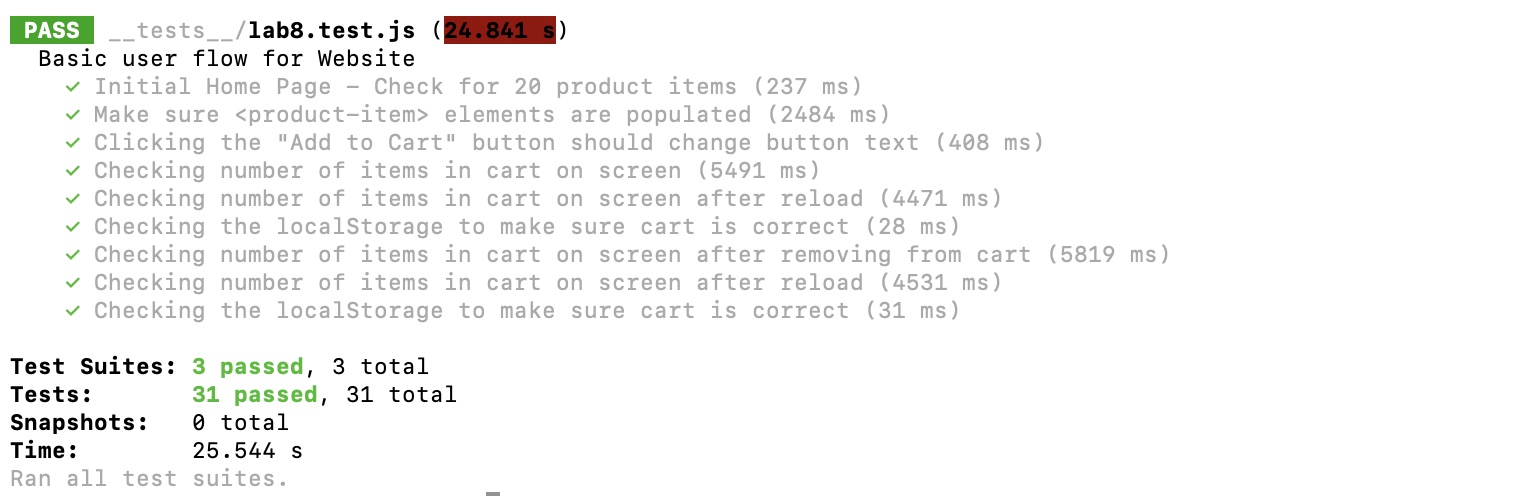 PASS __tests__/lab8.test.js (24.841 s)
Basic user flow for Website
✓ Initial Home Page – Check for 20 product items (237 ms)
✓ Make sure <product-item> elements are populated (2484 ms)
✓ Clicking the "Add to Cart" button should change button text (408 ms)
✓ Checking number of items in cart on screen (5491 ms)
✓ Checking number of items in cart on screen after reload (4471 ms)
✓ Checking the localStorage to make sure cart is correct (28 ms)
✓ Checking number of items in cart on screen after removing from cart (5819 ms)
✓ Checking number of items in cart on screen after reload (4531 ms)
✓ Checking the localStorage to make sure cart is correct (31 ms)
Test Suites: 3 passed, 3 total
Tests: 31 passed, 31 total
Snapshots: 0 total
Time: 25.544 s
Ran all test suites.